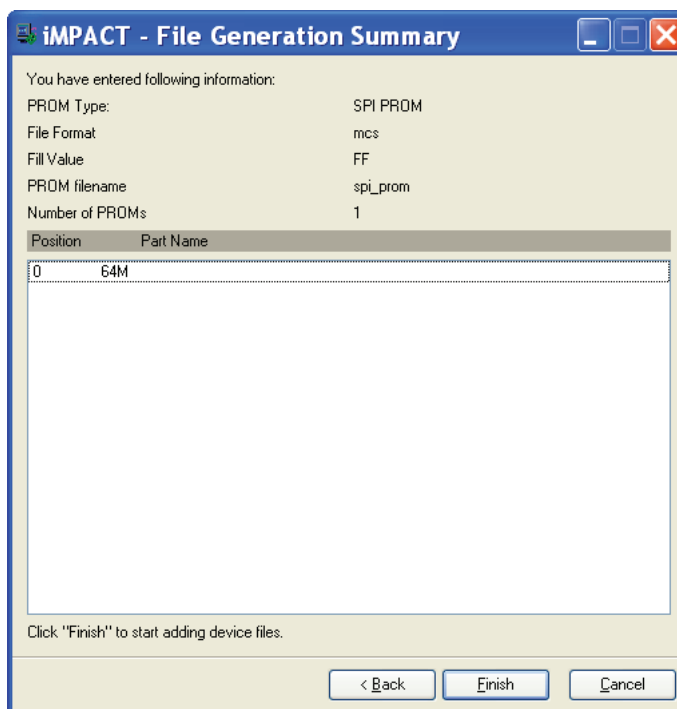 iMPACT - File Generation Summary
You have entered following information:
PROM Type: SPI PROM
File Format mcs
Fill Value FF
PROM filename spi_prom
Number of PROMs 1
Position Part Name
0 64M
Click "Finish" to start adding device files.
< Back Finish Cancel